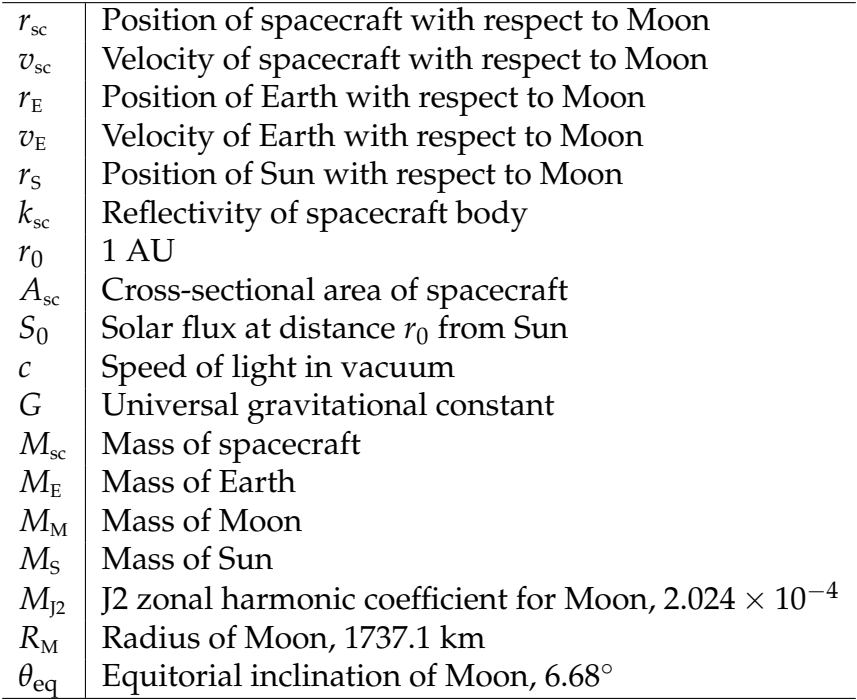 r_sc Position of spacecraft with respect to Moon
v_sc Velocity of spacecraft with respect to Moon
r_E Position of Earth with respect to Moon
v_E Velocity of Earth with respect to Moon
r_S Position of Sun with respect to Moon
k_sc Reflectivity of spacecraft body
r_0 1 AU
A_sc Cross-sectional area of spacecraft
S_0 Solar flux at distance r_0 from Sun
c Speed of light in vacuum
G Universal gravitational constant
M_sc Mass of spacecraft
M_E Mass of Earth
M_M Mass of Moon
M_S Mass of Sun
M_J2 J2 zonal harmonic coefficient for Moon, 2.024 × 10^−4
R_M Radius of Moon, 1737.1 km
θ_eq Equitorial inclination of Moon, 6.68°